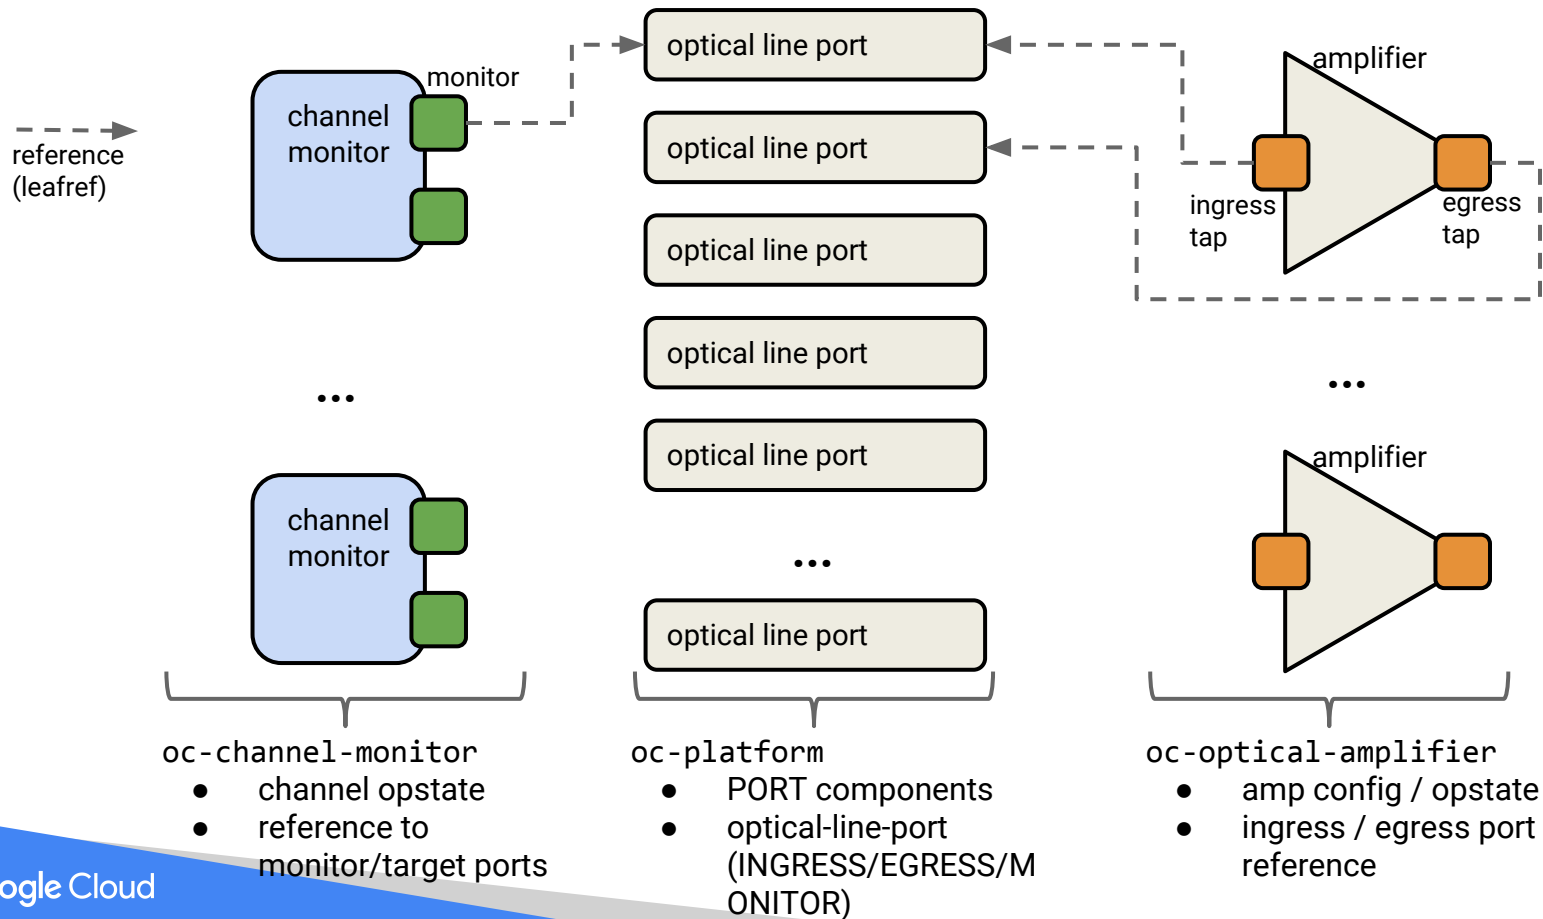 optical line port
monitor
channel
monitor
reference
(leafref)
optical line port
amplifier
ingress
tap
egress
tap
optical line port
optical line port
...
...
optical line port
amplifier
channel
monitor
...
optical line port
oc-channel-monitor
● channel opstate
● reference to
monitor/target ports
oc-platform
● PORT components
● optical-line-port
(INGRESS/EGRESS/M
ONITOR)
oc-optical-amplifier
● amp config / opstate
● ingress / egress port
reference
ogle Cloud